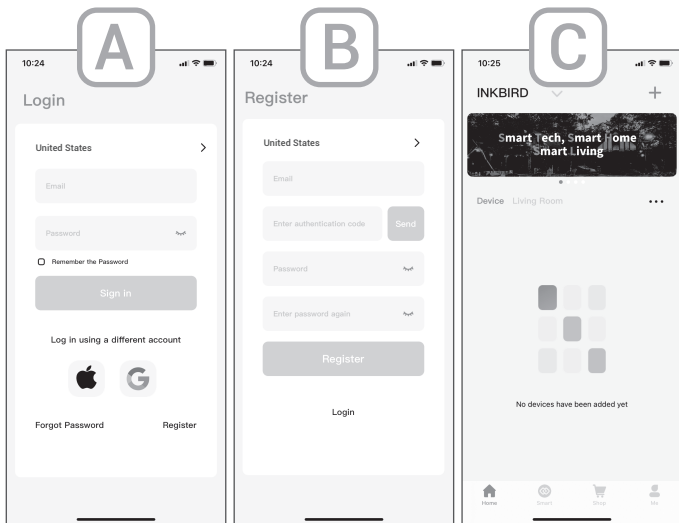 A
10:24
Login
United States
Email
Password
Remember the Password
Sign in
Log in using a different account
G
Forgot Password
Register
B
10:24
Register
United States
Email
Enter authentication code
Send
Password
Enter password again
Register
Login
C
10:25
INKBIRD
Smart Tech, Smart Home
Smart Living
Device Living Room
No devices have been added yet
Home
Smart
Shop
Me